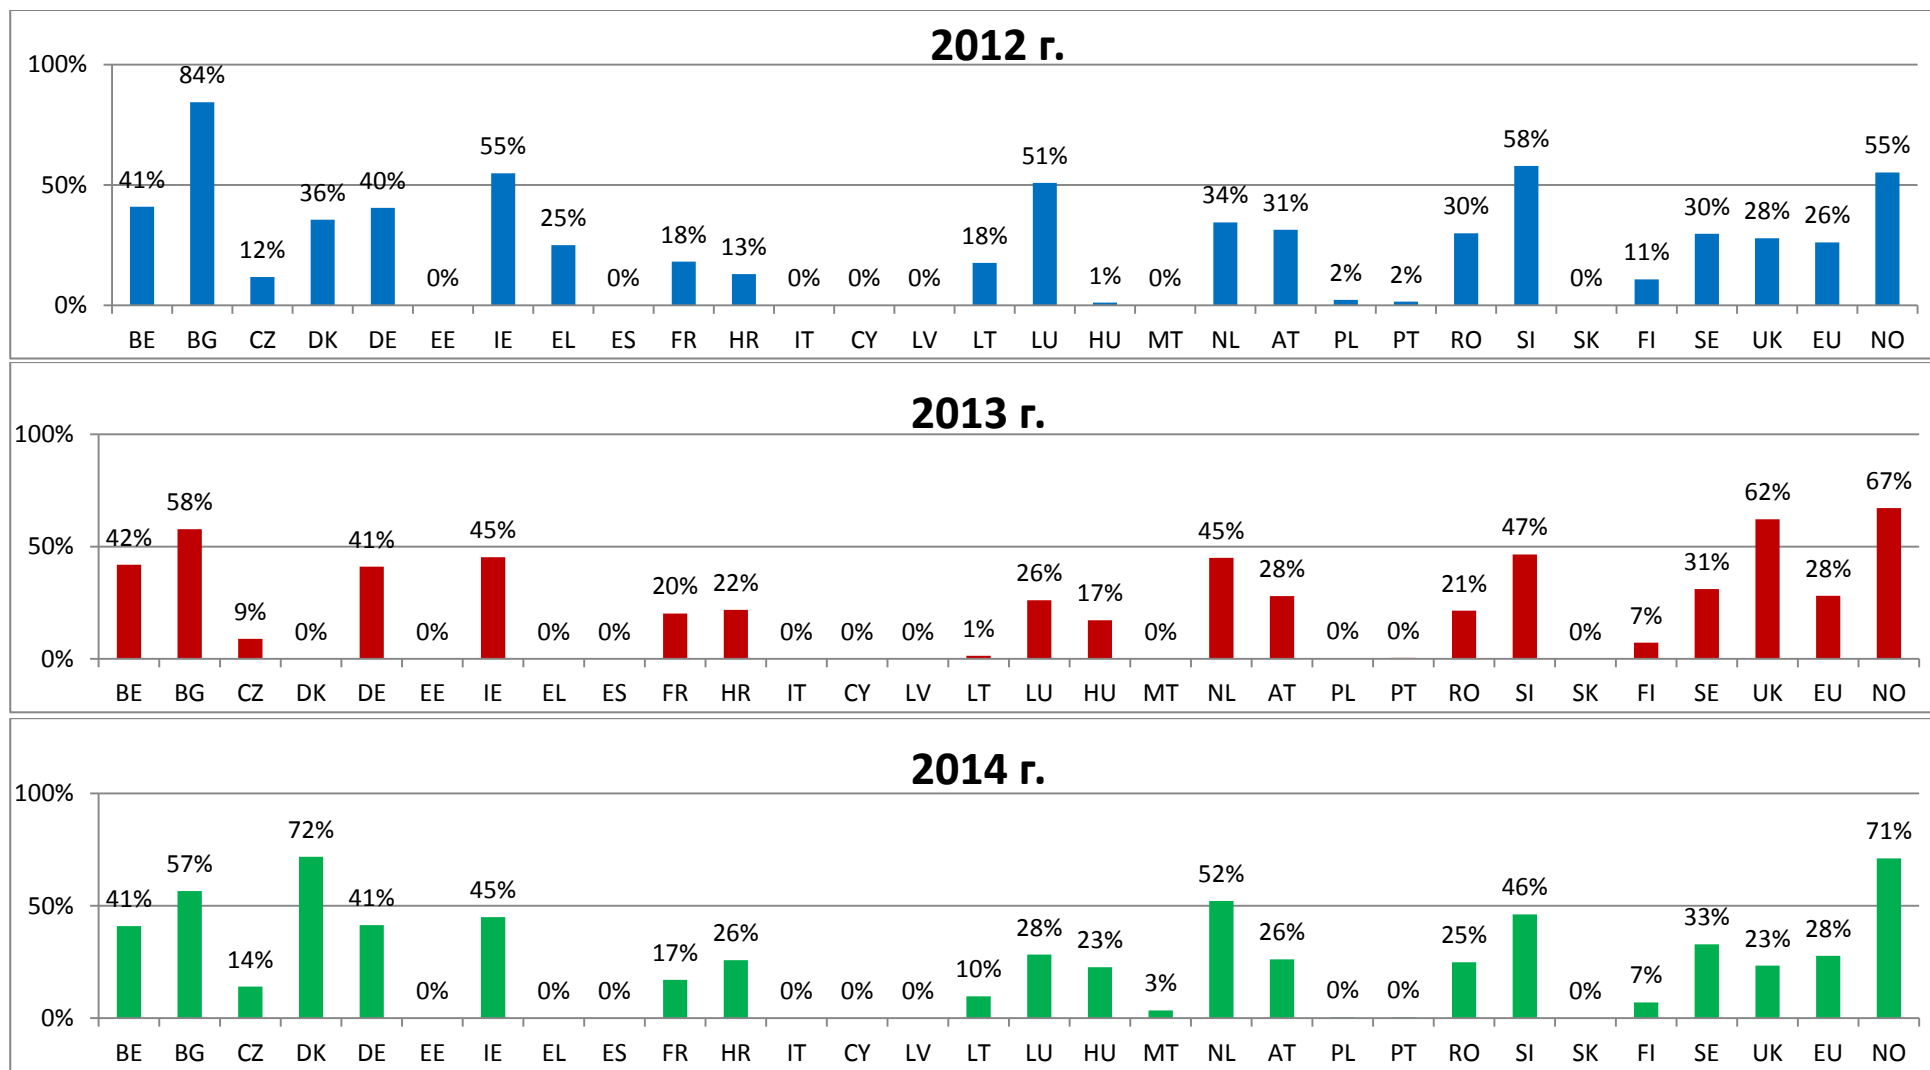 2012 г.
100%
50%
0%
41% 84% 12% 36% 40% 0% 55% 25% 0% 18% 13% 0% 0% 0% 18% 51% 1% 0% 34% 31% 2% 2% 30% 58% 0% 11% 30% 28% 26% 55%
BE BG CZ DK DE EE IE EL ES FR HR IT CY LV LT LU HU MT NL AT PL PT RO SI SK FI SE UK EU NO
2013 г.
100%
50%
0%
42% 58% 9% 0% 41% 0% 45% 0% 0% 20% 22% 0% 0% 0% 1% 26% 17% 0% 45% 28% 0% 0% 21% 47% 0% 7% 31% 62% 28% 67%
BE BG CZ DK DE EE IE EL ES FR HR IT CY LV LT LU HU MT NL AT PL PT RO SI SK FI SE UK EU NO
2014 г.
100%
50%
0%
41% 57% 14% 72% 41% 0% 45% 0% 0% 17% 26% 0% 0% 0% 10% 28% 23% 3% 52% 26% 0% 0% 25% 46% 0% 7% 33% 23% 28% 71%
BE BG CZ DK DE EE IE EL ES FR HR IT CY LV LT LU HU MT NL AT PL PT RO SI SK FI SE UK EU NO